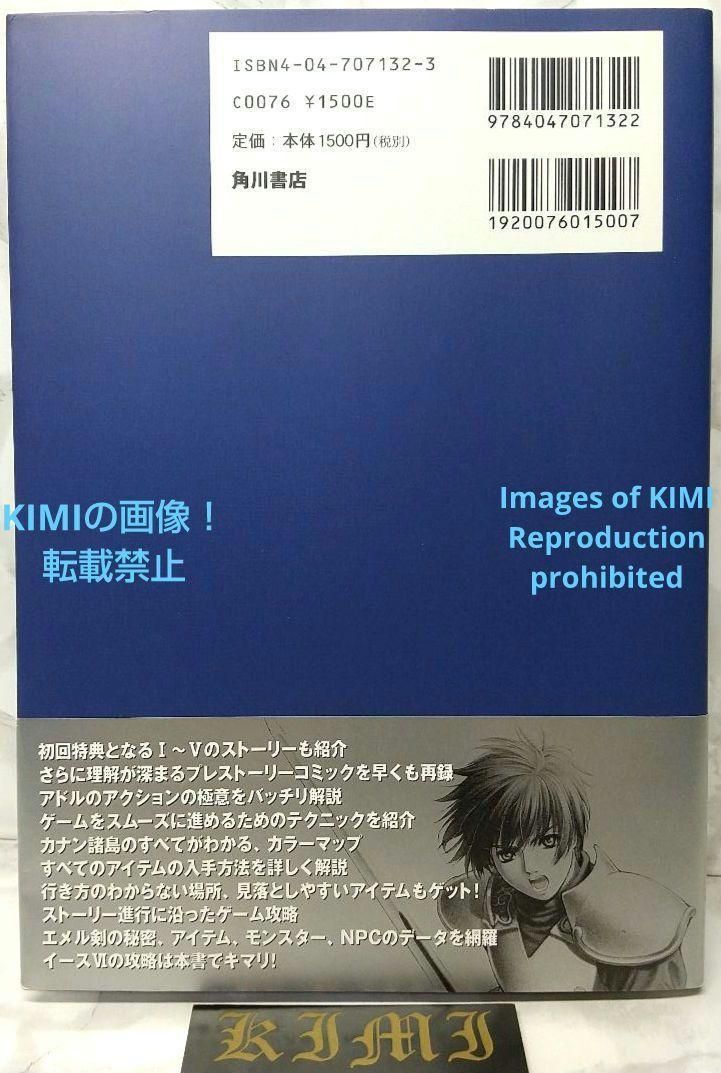 ISBN4-04-707132-3
C0076 ¥1500E
定価：本体1500円(税別)
角川書店
9784047071322
1920076015007
KIMIの画像！
転載禁止
Images of KIMI
Reproduction
prohibited
初回特典となるⅠ～Ⅴのストーリーも紹介
さらに理解が深まるプレストーリーコミックを早くも再録
アドルのアクションの極意をバッチリ解説
ゲームをスムーズに進めるためのテクニックを紹介
カナン諸島のすべてがわかる、カラーマップ
すべてのアイテムの入手方法を詳しく解説
行き方のわからない場所、見落としやすいアイテムもゲット！
ストーリー進行に沿ったゲーム攻略
エメル剣の秘密、アイテム、モンスター、NPCのデータを網羅
イースⅥの攻略は本書でキマリ！
KIMI